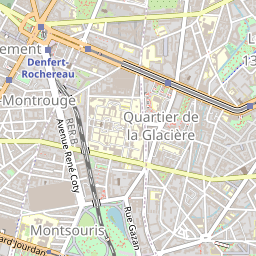 ement
Denfert-
Rochereau
Montrouge
RER B
Avenue René Coty
Quartier de
la Glacière
L
13
Montsouris
Rue Gazan
ard Jourdan